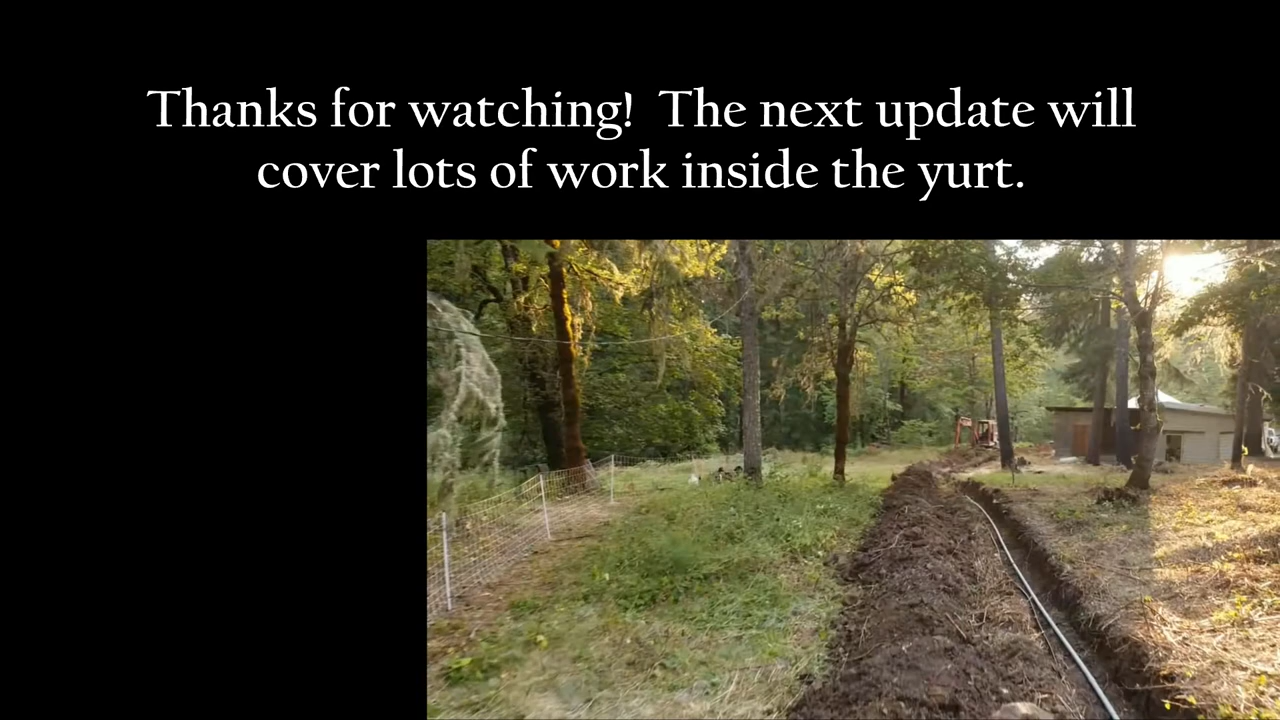 Thanks for watching!  The next update will
cover lots of work inside the yurt.